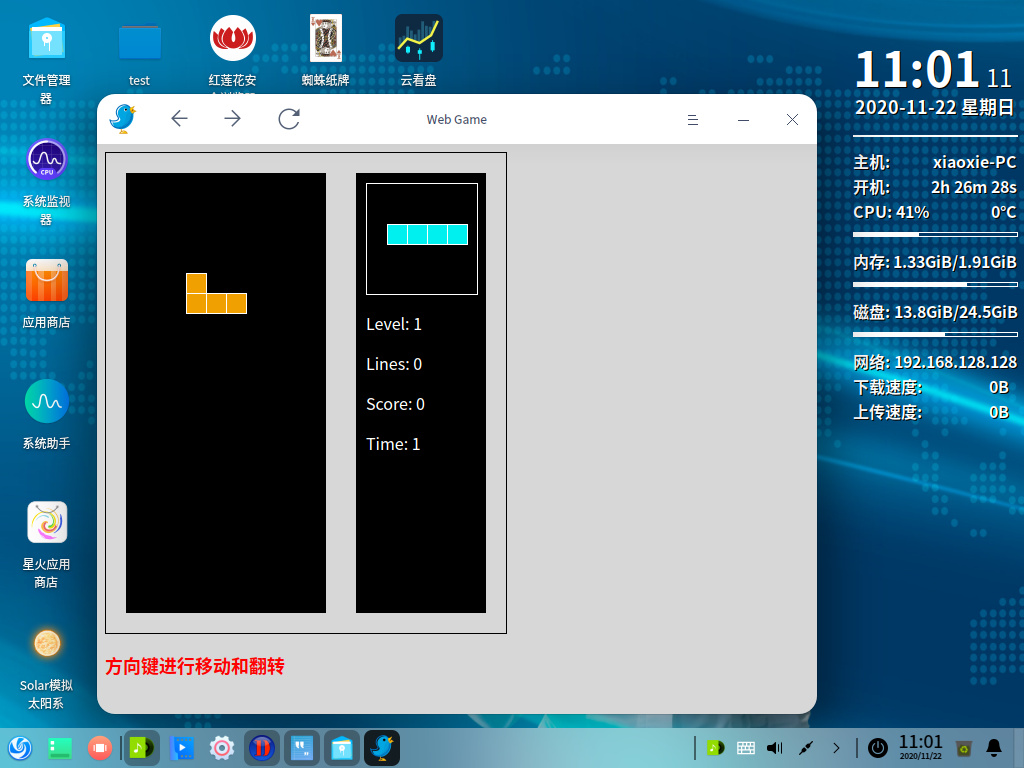 文件管理
器
test
红莲花安
蜘蛛纸牌
云看盘
11:01 11
2020-11-22 星期日
主机: xiaoxie-PC
开机: 2h 26m 28s
CPU: 41% 0°C
内存: 1.33GiB/1.91GiB
磁盘: 13.8GiB/24.5GiB
网络: 192.168.128.128
下载速度: 0B
上传速度: 0B
CPU
系统监视
器
应用商店
系统助手
星火应用
商店
Solar模拟
太阳系
Web Game
Level: 1
Lines: 0
Score: 0
Time: 1
方向键进行移动和翻转
11:01
2020/11/22